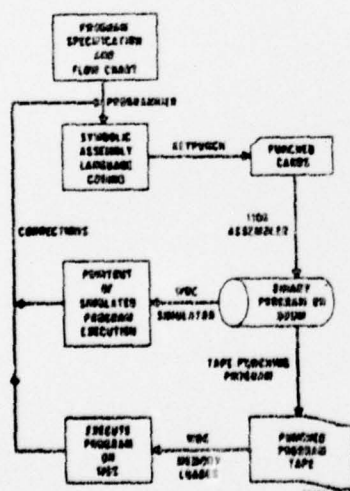 PROGRAM
SPECIFICATION
AND
FLOW CHART
PROGRAMMER
SYMBOLIC
ASSEMBLY
LANGUAGE
CODING
KEYPUNCH
PUNCHED
CARDS
ASSEMBLER
CORRECTIONS
PRINTOUT
OF
SIMULATED
PROGRAM
EXECUTION
SIMULATOR
BINARY
PROGRAM ON
DRUM
TAPE PUNCHING
PROGRAM
EXECUTE
PROGRAM
ON
MEMORY
LOADER
PUNCHED
PROGRAM
TAPE